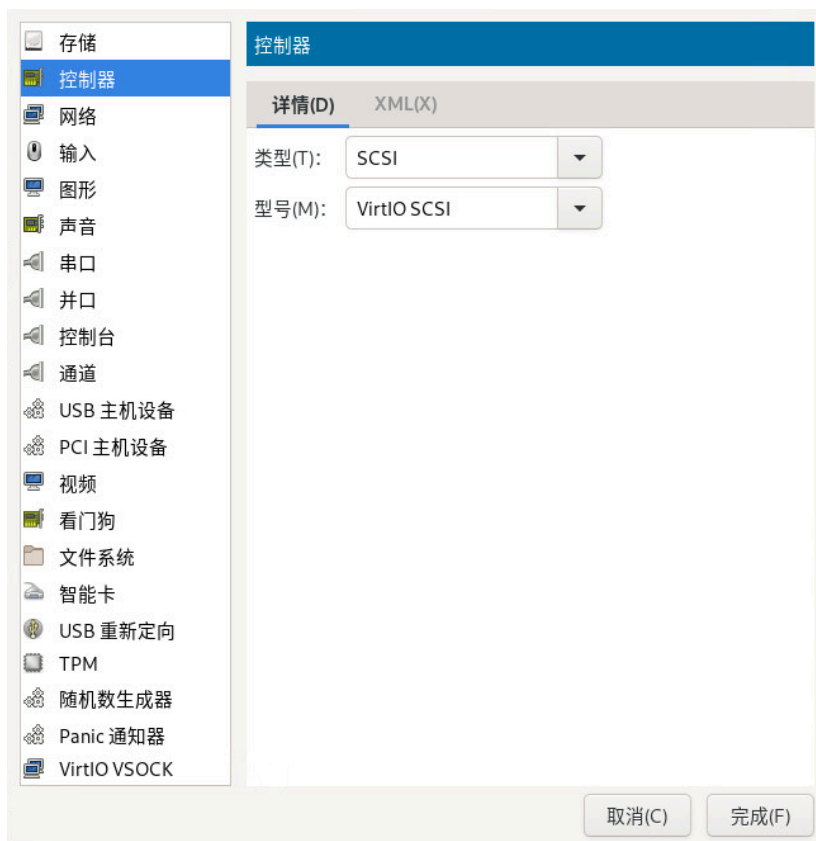 存储
控制器
网络
输入
图形
声音
串口
并口
控制台
通道
USB 主机设备
PCI 主机设备
视频
看门狗
文件系统
智能卡
USB 重新定向
TPM
随机数生成器
Panic 通知器
VirtIO VSOCK
控制器
详情(D) XML(X)
类型(T): SCSI
型号(M): VirtIO SCSI
取消(C) 完成(F)